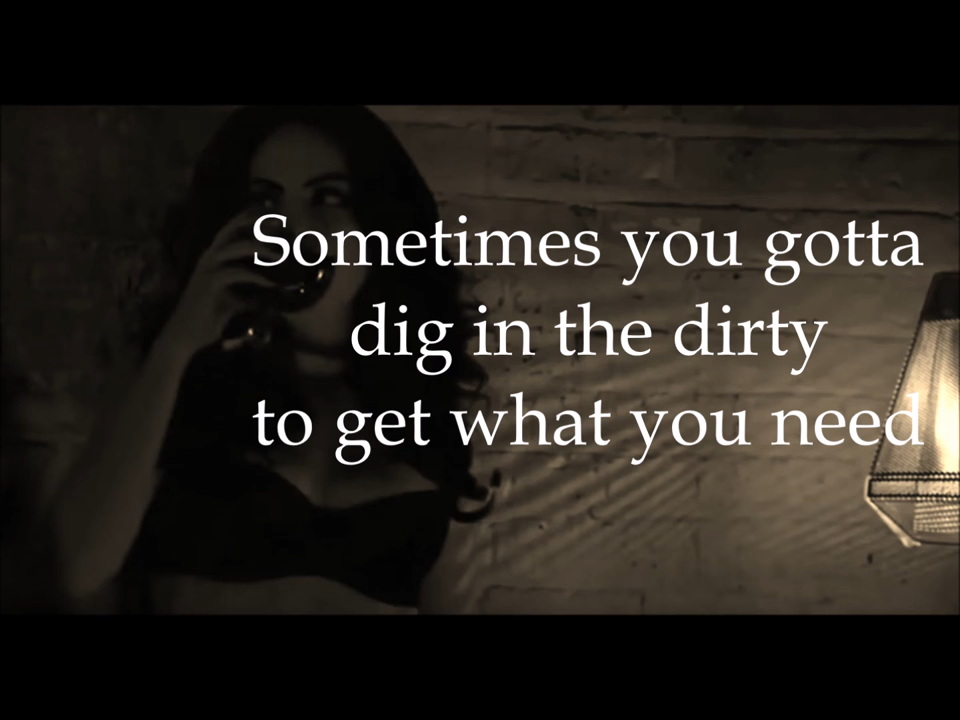 Sometimes you gotta
dig in the dirty
to get what you need